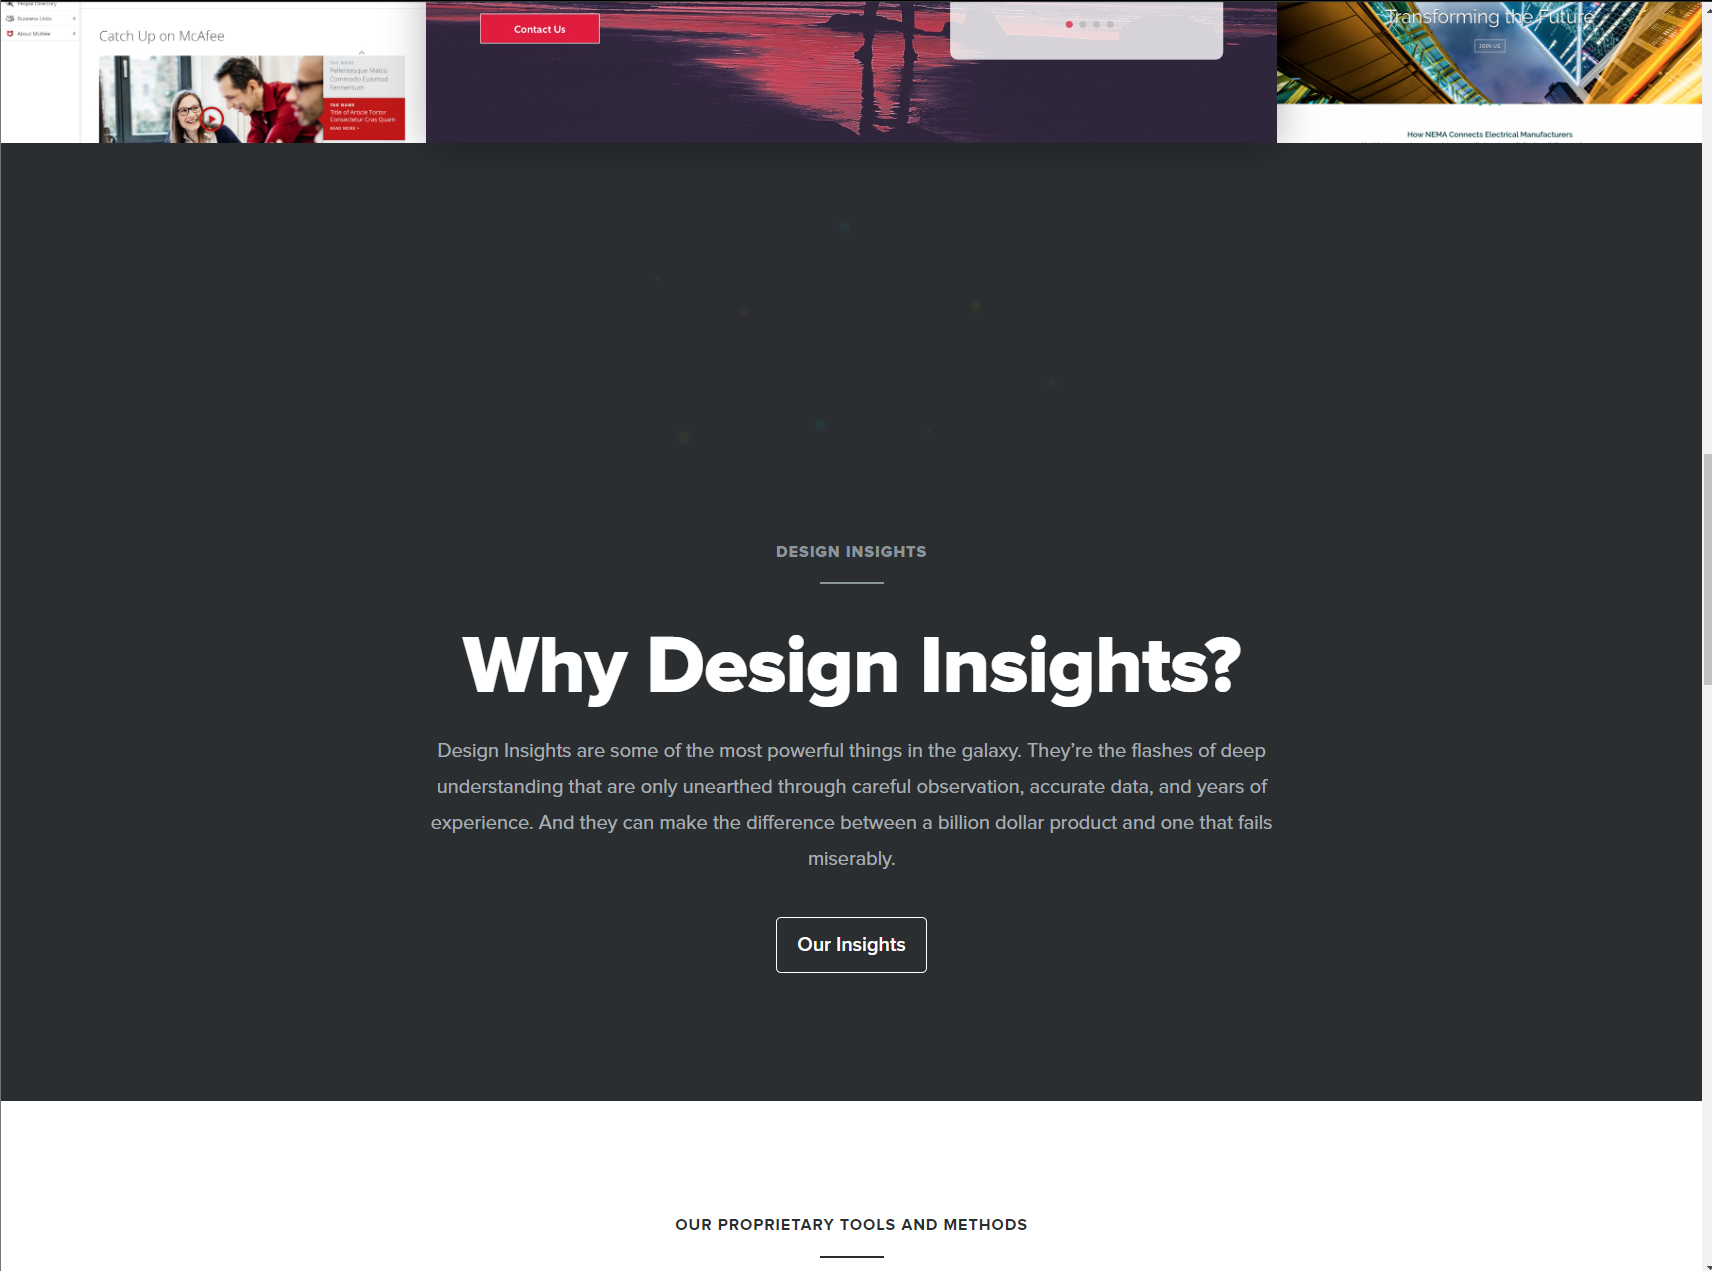 People Directory
Business Units
About McAfee
Catch Up on McAfee
TAG NAME
Pellentesque Mattis
Commodo Euismod
Fermentum
TAG NAME
Title of Article Tortor
Consectetur Cras Quam
READ MORE >
Contact Us
Transforming the Future
JOIN US
How NEMA Connects Electrical Manufacturers
DESIGN INSIGHTS
Why Design Insights?
Design Insights are some of the most powerful things in the galaxy. They’re the flashes of deep
understanding that are only unearthed through careful observation, accurate data, and years of
experience. And they can make the difference between a billion dollar product and one that fails
miserably.
Our Insights
OUR PROPRIETARY TOOLS AND METHODS